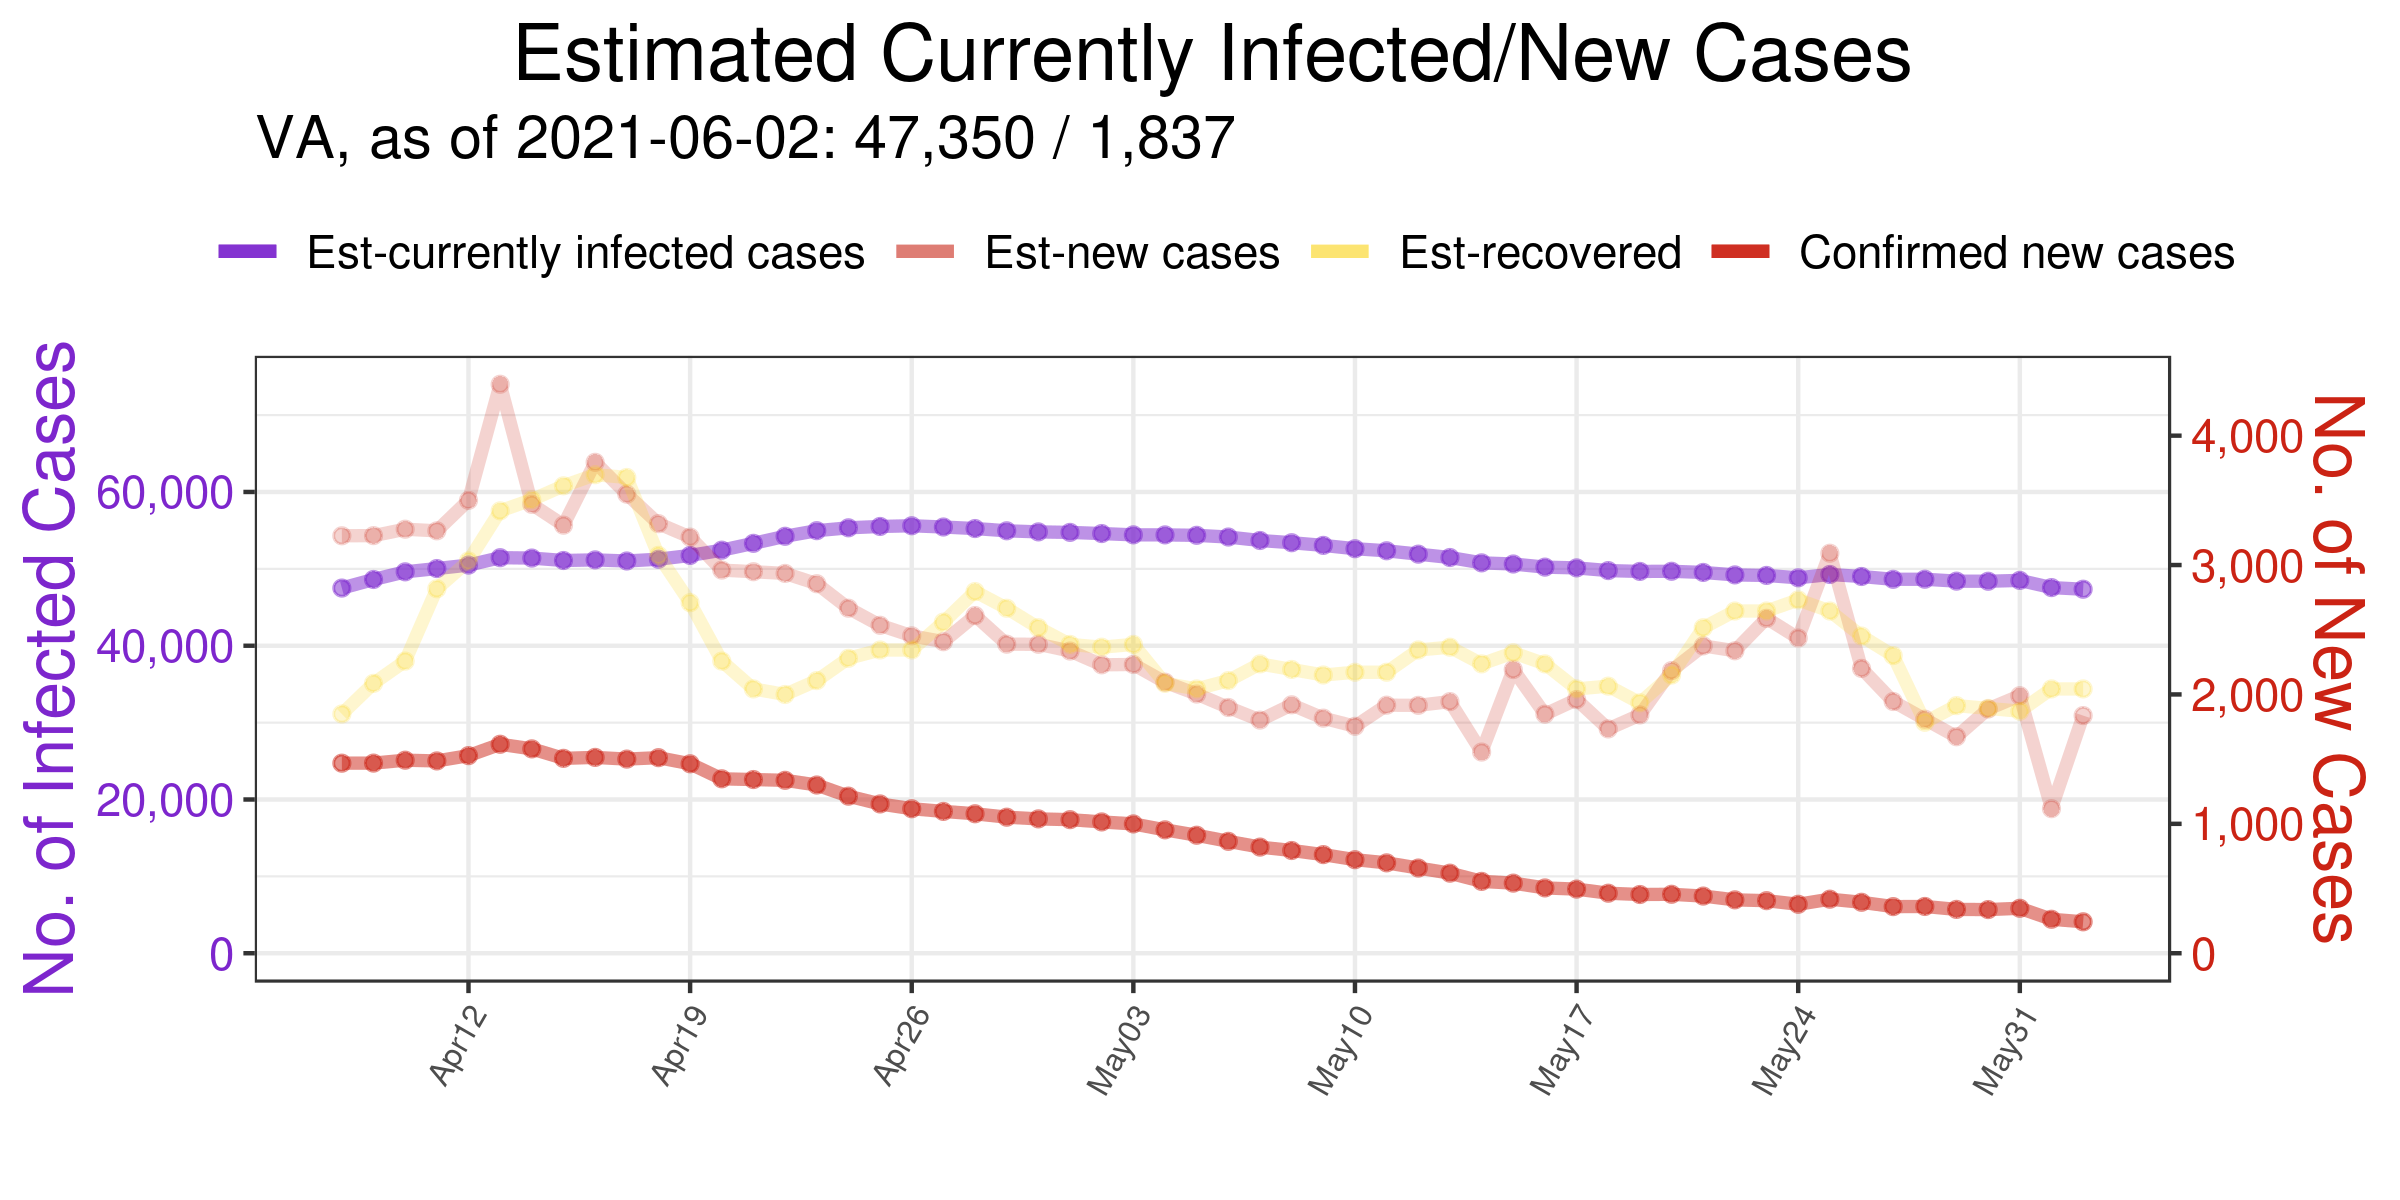 Estimated Currently Infected/New Cases
VA, as of 2021-06-02: 47,350 / 1,837
Est-currently infected cases Est-new cases Est-recovered Confirmed new cases
No. of Infected Cases
60,000
40,000
20,000
0
4,000
3,000
2,000
1,000
0
No. of New Cases
Apr12 Apr19 Apr26 May03 May10 May17 May24 May31